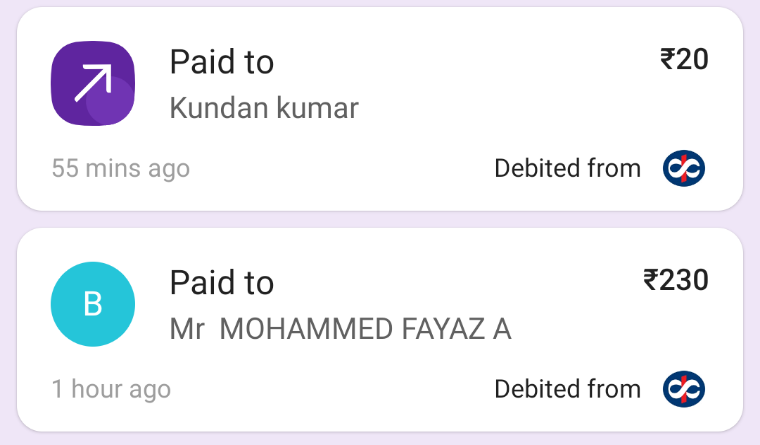 Paid to
₹20
Kundan kumar
55 mins ago
Debited from
Paid to
₹230
B
Mr  MOHAMMED FAYAZ A
1 hour ago
Debited from